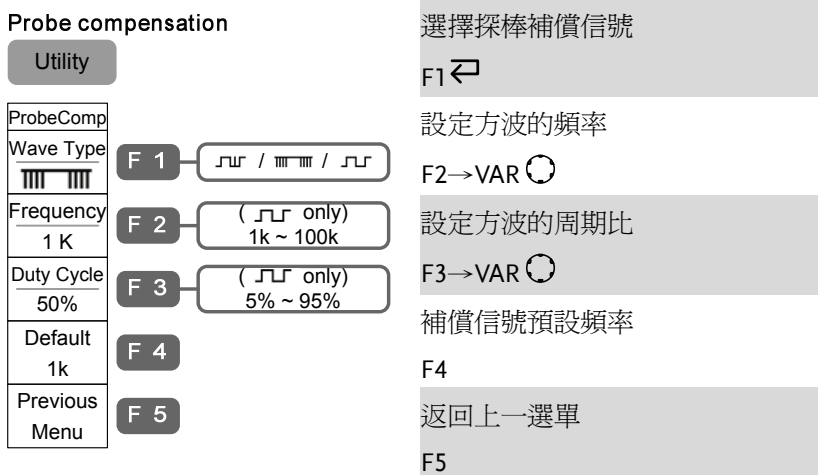 Probe compensation
Utility
ProbeComp
Wave Type
F 1
/ /
Frequency
1 K
F 2
( only)
1k ~ 100k
Duty Cycle
50%
F 3
( only)
5% ~ 95%
Default
1k
F 4
Previous
Menu
F 5
選擇探棒補償信號
F1
設定方波的頻率
F2→VAR
設定方波的周期比
F3→VAR
補償信號預設頻率
F4
返回上一選單
F5